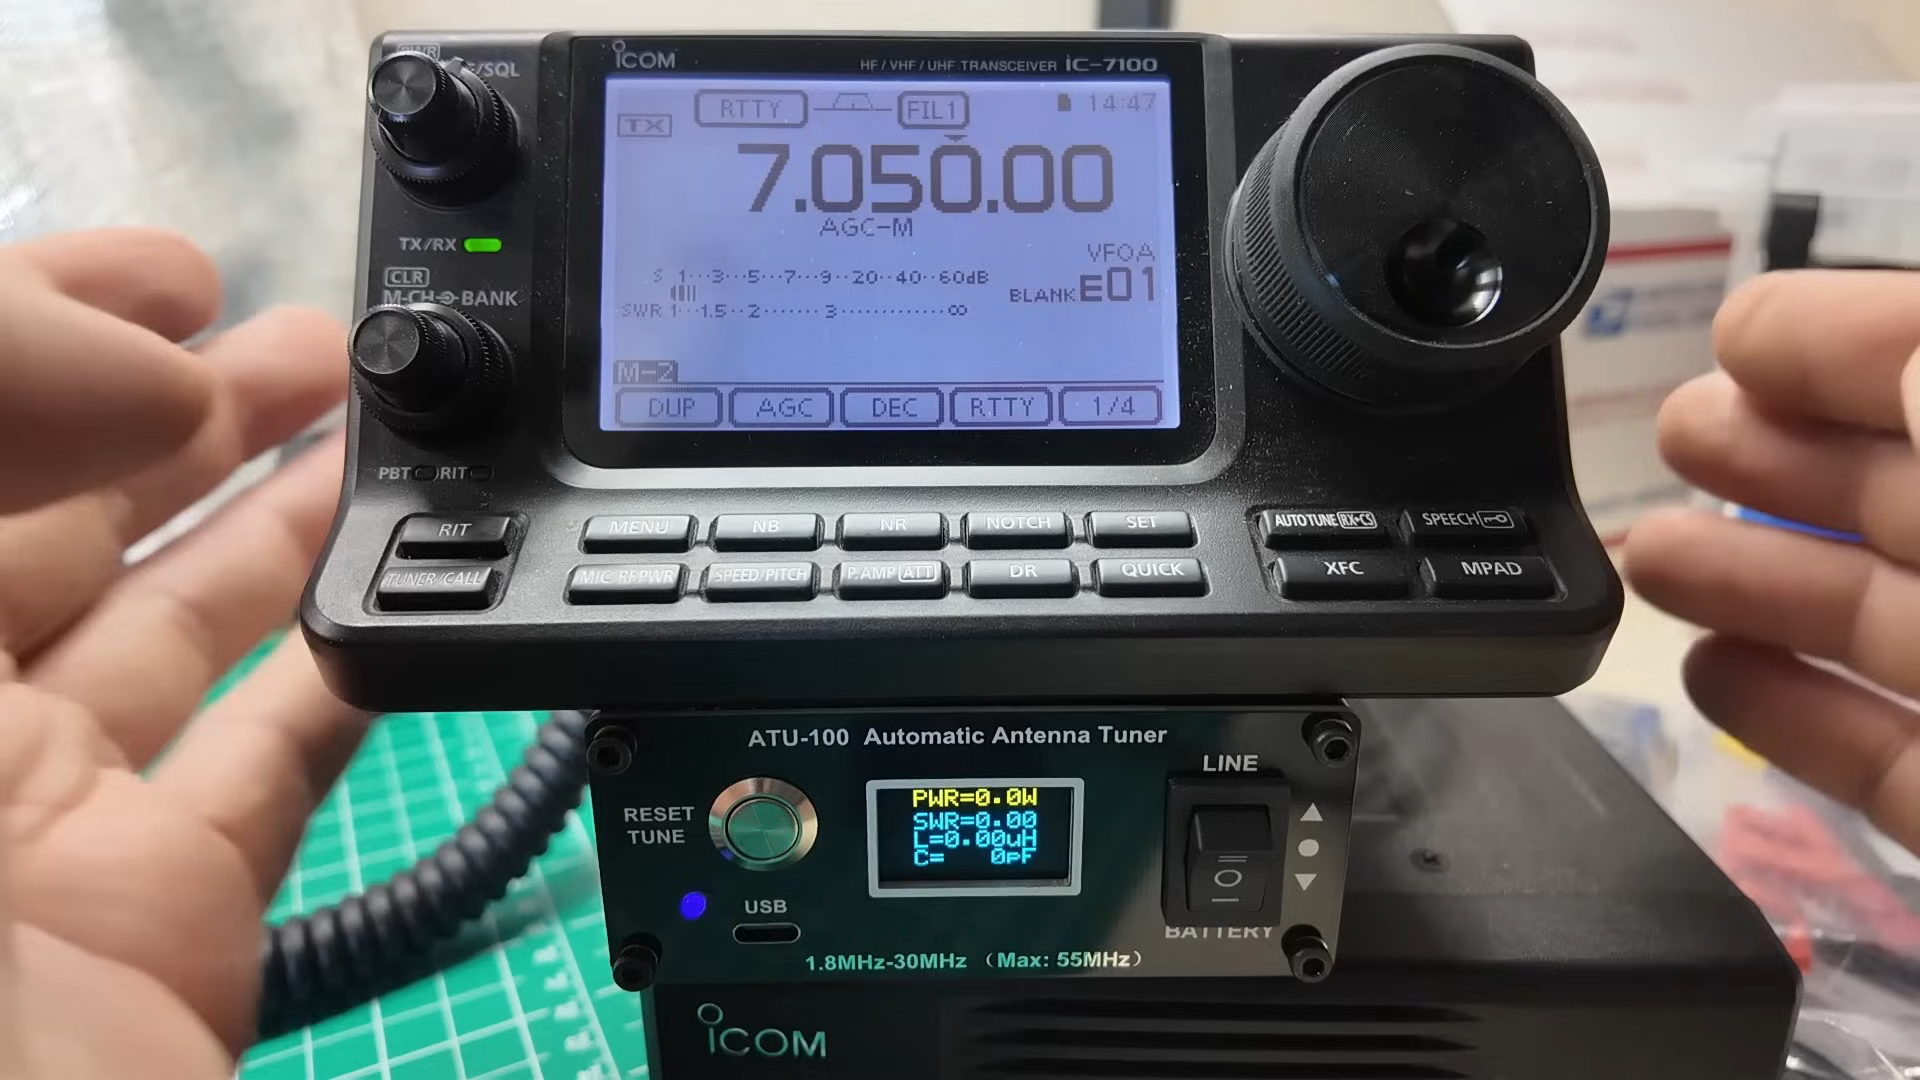 PWR
/SQL
ICOM
HF/VHF/UHF TRANSCEIVER IC-7100
RTTY
FIL1
14:47
TX
7.050.00
AGC-M
TX/RX
CLR
M-CH BANK
VFOA
S 1···3···5···7···9··20··40··60dB
BLANK E01
SWR 1···1.5··2·······3············∞
M-2
DUP AGC DEC RTTY 1/4
PBT RIT
RIT
MENU NB NR NOTCH SET
AUTOTUNE RX•CS SPEECH
TUNER/CALL
MIC/RFPWR SPEED/PITCH P.AMP ATT DR QUICK
XFC MPAD
ATU-100 Automatic Antenna Tuner
LINE
RESET
TUNE
PWR=0.0W
SWR=0.00
L=0.00uH
C= 0pF
USB
BATTERY
1.8MHz-30MHz （Max: 55MHz）
ICOM